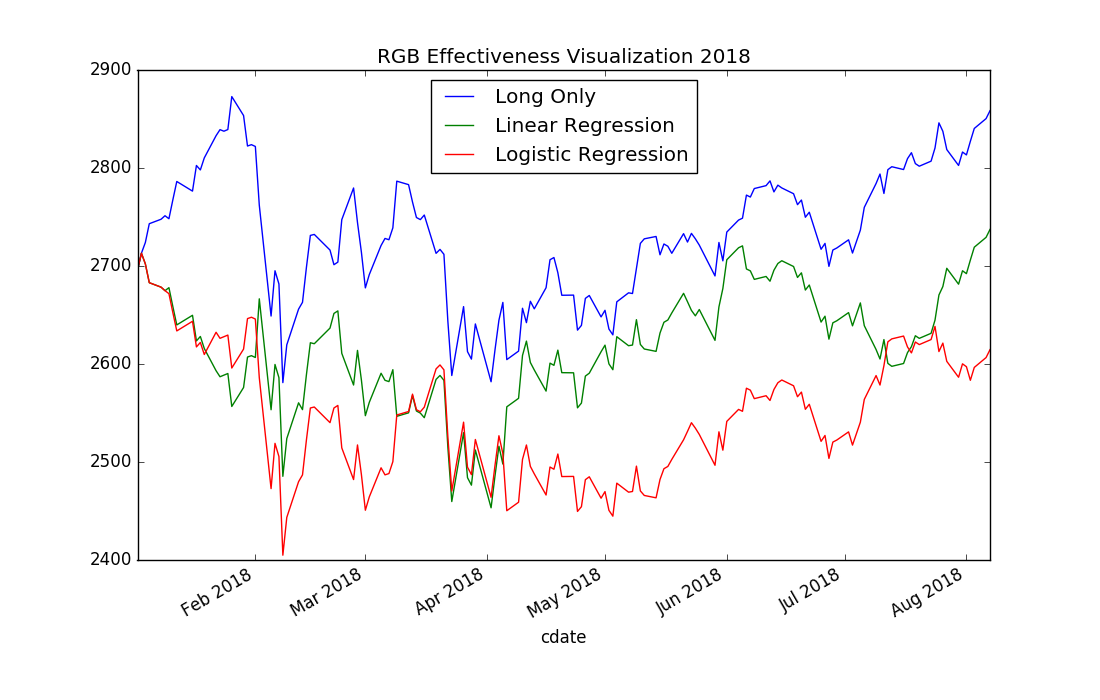 RGB Effectiveness Visualization 2018
2900
2800
2700
2600
2500
2400
Long Only
Linear Regression
Logistic Regression
Feb 2018
Mar 2018
Apr 2018
May 2018
Jun 2018
Jul 2018
Aug 2018
cdate